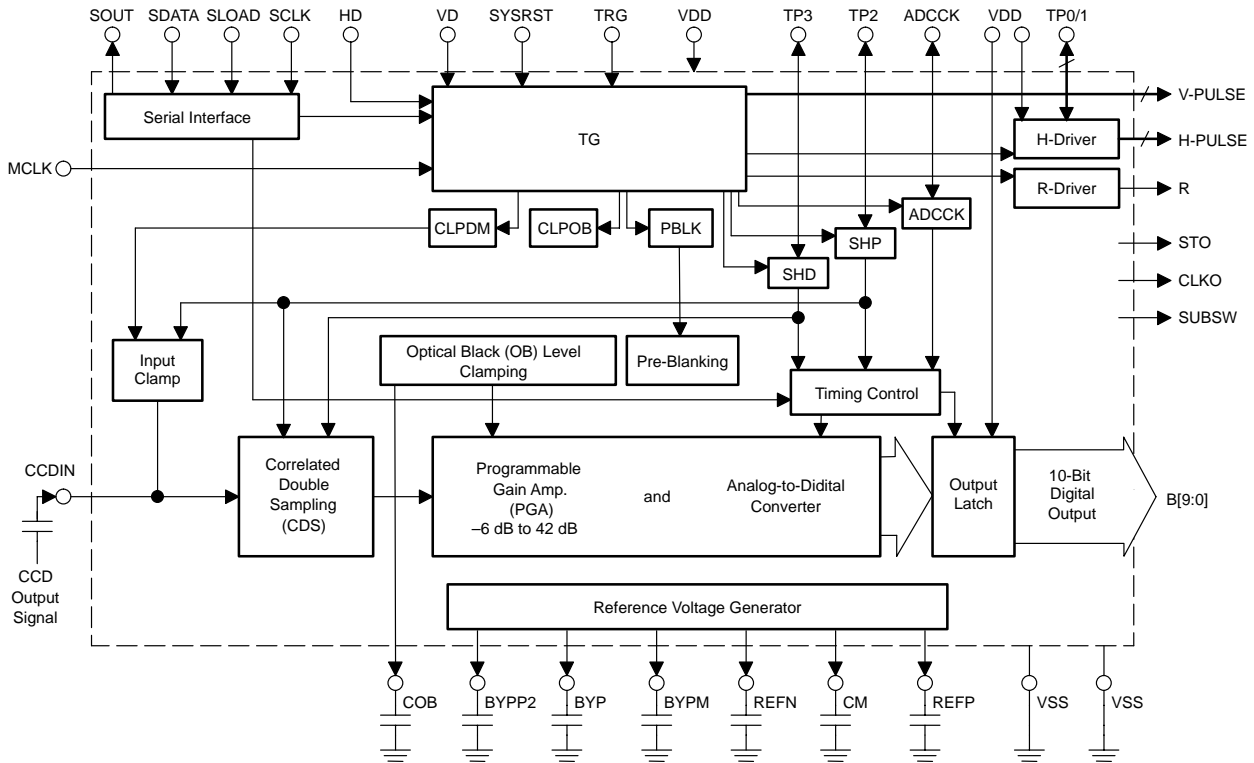 SOUT SDATA SLOAD SCLK HD VD SYSRST TRG VDD TP3 TP2 ADCCK VDD TP0/1
V-PULSE
Serial Interface
TG
H-Driver
H-PULSE
MCLK
R-Driver
R
CLPDM
CLPOB
PBLK
ADCCK
SHP
STO
SHD
CLKO
SUBSW
Input
Clamp
Optical Black (OB) Level
Clamping
Pre-Blanking
Timing Control
CCDIN
Correlated
Double
Sampling
(CDS)
Programmable
Gain Amp.
(PGA)
–6 dB to 42 dB
and
Analog-to-Didital
Converter
Output
Latch
10-Bit
Digital
Output
B[9:0]
CCD
Output
Signal
Reference Voltage Generator
COB BYPP2 BYP BYPM REFN CM REFP VSS VSS